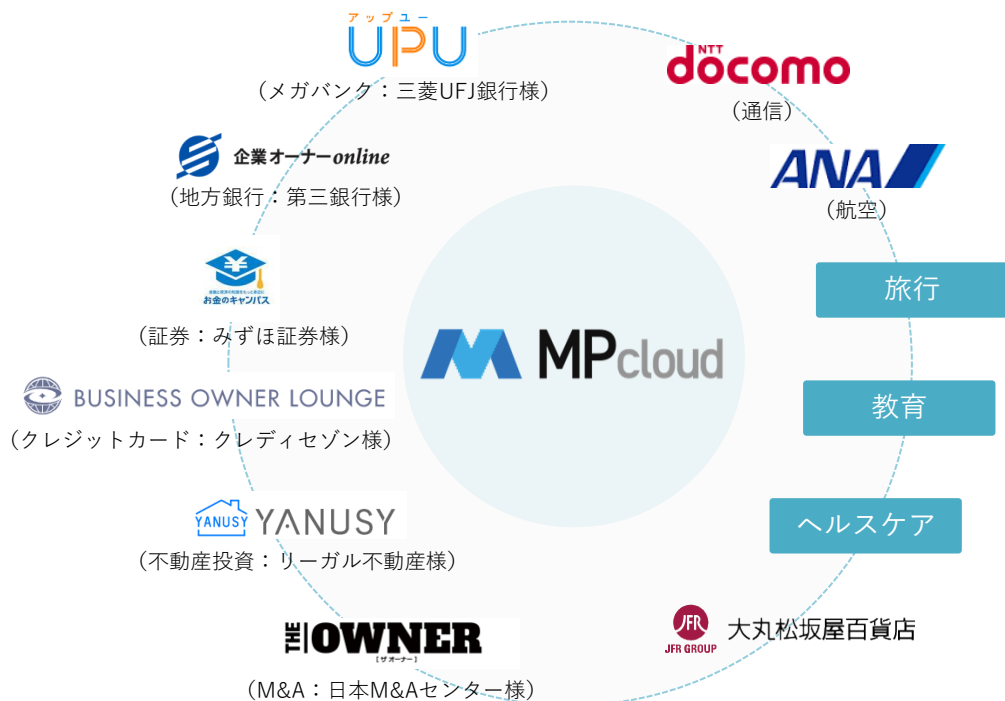 アップユー
UPU
(メガバンク：三菱UFJ銀行様)
NTT
docomo
(通信)
企業オーナーonline
(地方銀行：第三銀行様)
ANA
(航空)
お金のキャンパス
(証券：みずほ証券様)
旅行
MPcloud
BUSINESS OWNER LOUNGE
(クレジットカード：クレディセゾン様)
教育
YANUSY YANUSY
(不動産投資：リーガル不動産様)
ヘルスケア
THE OWNER
[ザ オーナー]
(M&A：日本M&Aセンター様)
JFR
JFR GROUP
大丸松坂屋百貨店